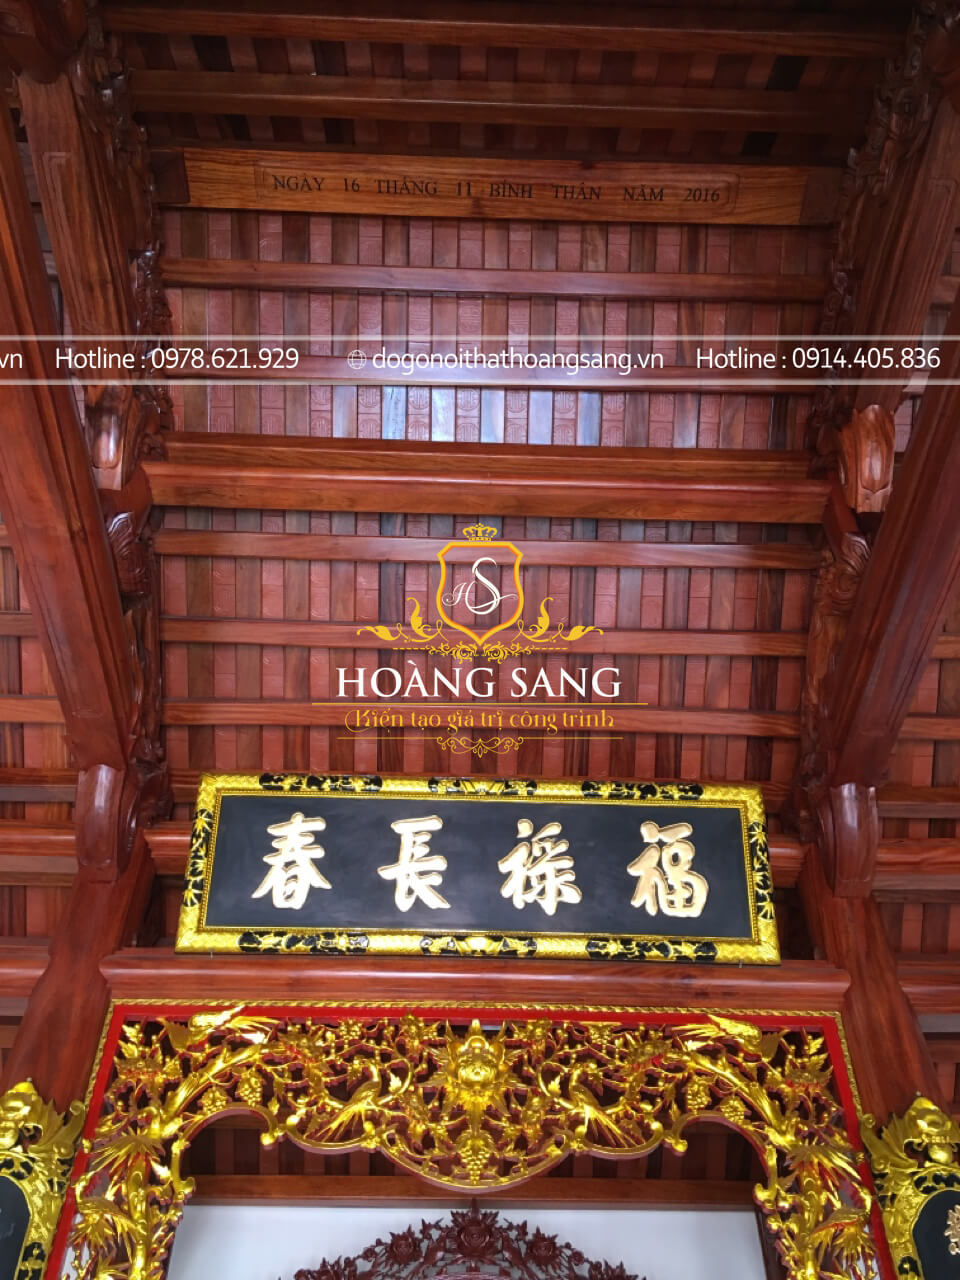 NGÀY 16 THÁNG 11 BÍNH THÂN NĂM 2016
.vn Hotline : 0978.621.929 dogonoithathoangsang.vn Hotline : 0914.405.836
HS
HOÀNG SANG
Kiến tạo giá trị công trình
春長祿福